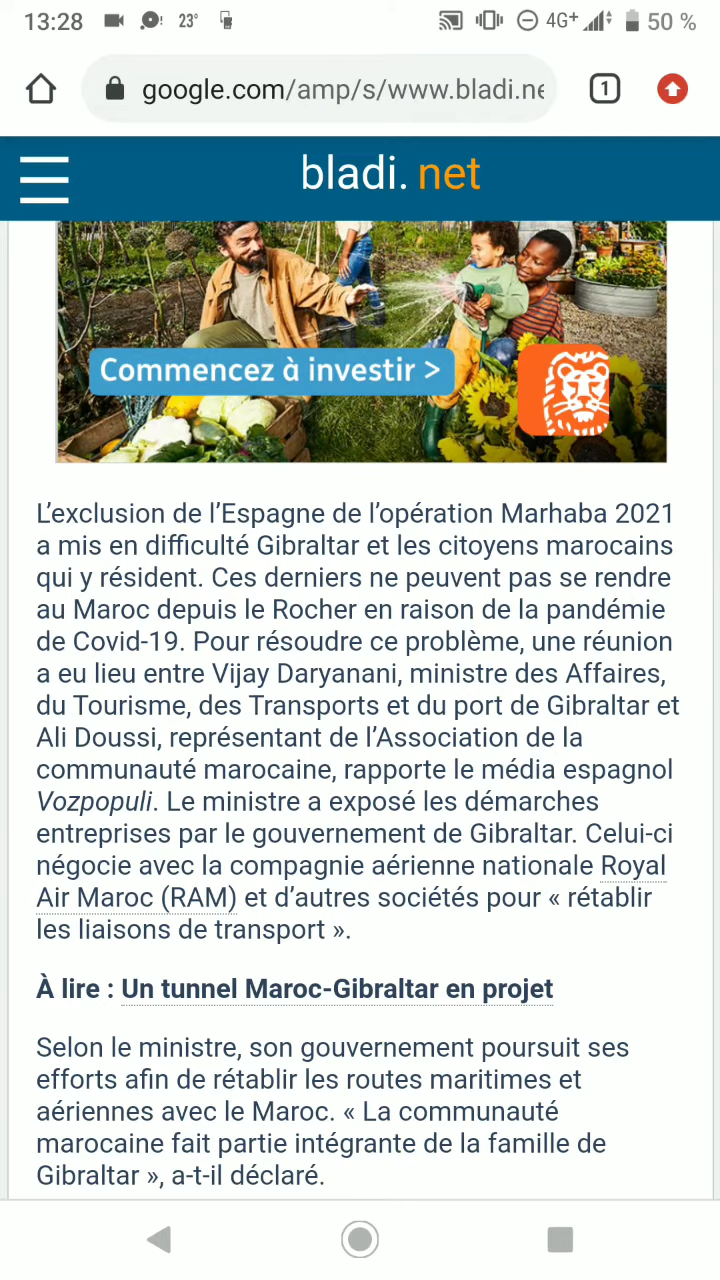 13:28 23° 4G+ 50 %
google.com/amp/s/www.bladi.ne
1
bladi.net
Commencez à investir >
L’exclusion de l’Espagne de l’opération Marhaba 2021
a mis en difficulté Gibraltar et les citoyens marocains
qui y résident. Ces derniers ne peuvent pas se rendre
au Maroc depuis le Rocher en raison de la pandémie
de Covid-19. Pour résoudre ce problème, une réunion
a eu lieu entre Vijay Daryanani, ministre des Affaires,
du Tourisme, des Transports et du port de Gibraltar et
Ali Doussi, représentant de l’Association de la
communauté marocaine, rapporte le média espagnol
Vozpopuli. Le ministre a exposé les démarches
entreprises par le gouvernement de Gibraltar. Celui-ci
négocie avec la compagnie aérienne nationale Royal
Air Maroc (RAM) et d’autres sociétés pour « rétablir
les liaisons de transport ».
À lire : Un tunnel Maroc-Gibraltar en projet
Selon le ministre, son gouvernement poursuit ses
efforts afin de rétablir les routes maritimes et
aériennes avec le Maroc. « La communauté
marocaine fait partie intégrante de la famille de
Gibraltar », a-t-il déclaré.